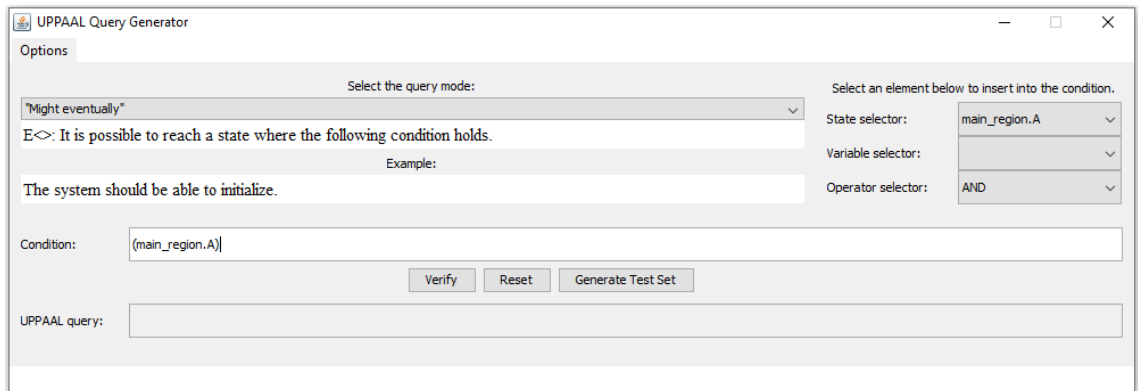 UPPAAL Query Generator
Options
Select the query mode:
"Might eventually"
E<>: It is possible to reach a state where the following condition holds.
Example:
The system should be able to initialize.
Select an element below to insert into the condition.
State selector: main_region.A
Variable selector:
Operator selector: AND
Condition: (main_region.A)
Verify Reset Generate Test Set
UPPAAL query: